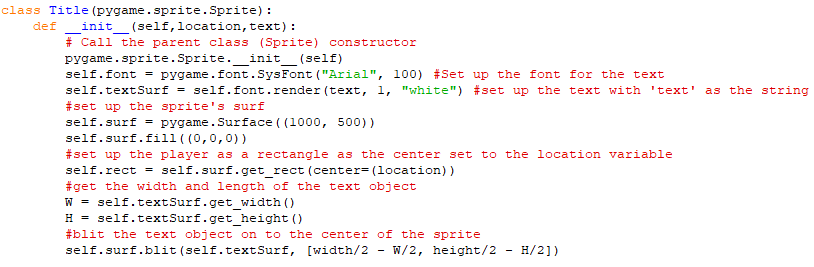 class Title(pygame.sprite.Sprite):
    def __init__(self,location,text):
        # Call the parent class (Sprite) constructor
        pygame.sprite.Sprite.__init__(self)
        self.font = pygame.font.SysFont("Arial", 100) #Set up the font for the text
        self.textSurf = self.font.render(text, 1, "white") #set up the text with 'text' as the string
        #set up the sprite's surf
        self.surf = pygame.Surface((1000, 500))
        self.surf.fill((0,0,0))
        #set up the player as a rectangle as the center set to the location variable
        self.rect = self.surf.get_rect(center=(location))
        #get the width and length of the text object
        W = self.textSurf.get_width()
        H = self.textSurf.get_height()
        #blit the text object on to the center of the sprite
        self.surf.blit(self.textSurf, [width/2 - W/2, height/2 - H/2])